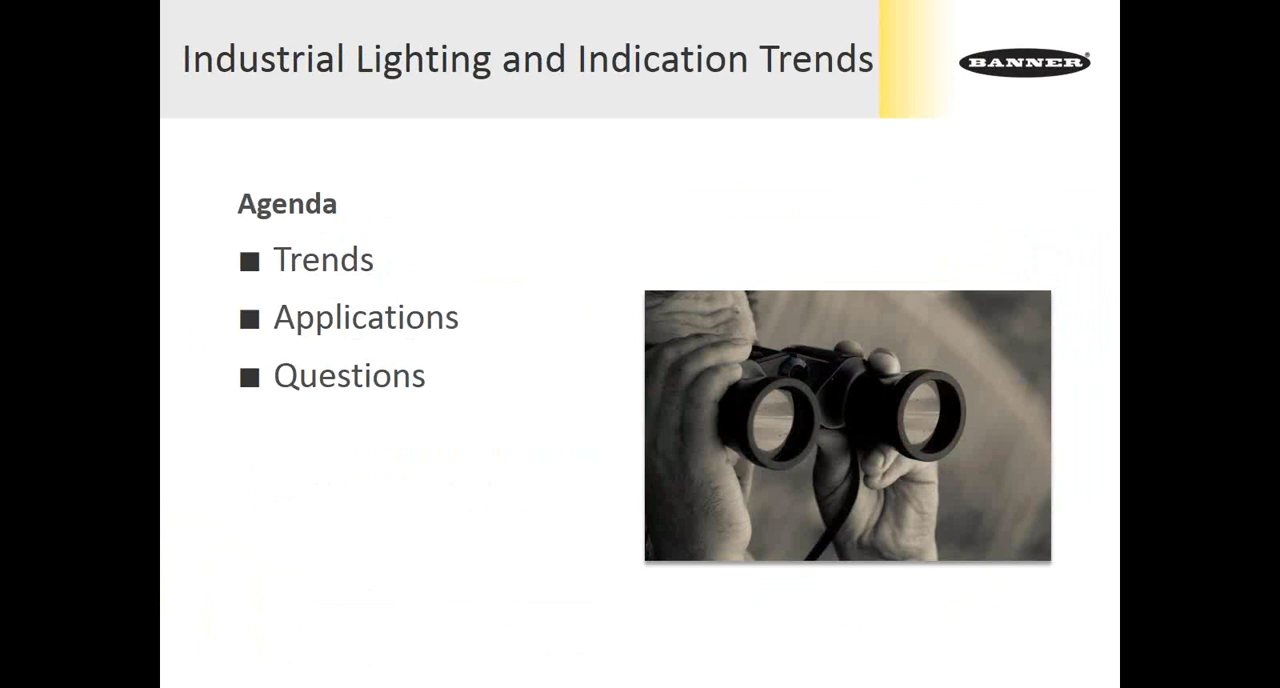 Industrial Lighting and Indication Trends
BANNER®
Agenda
■ Trends
■ Applications
■ Questions